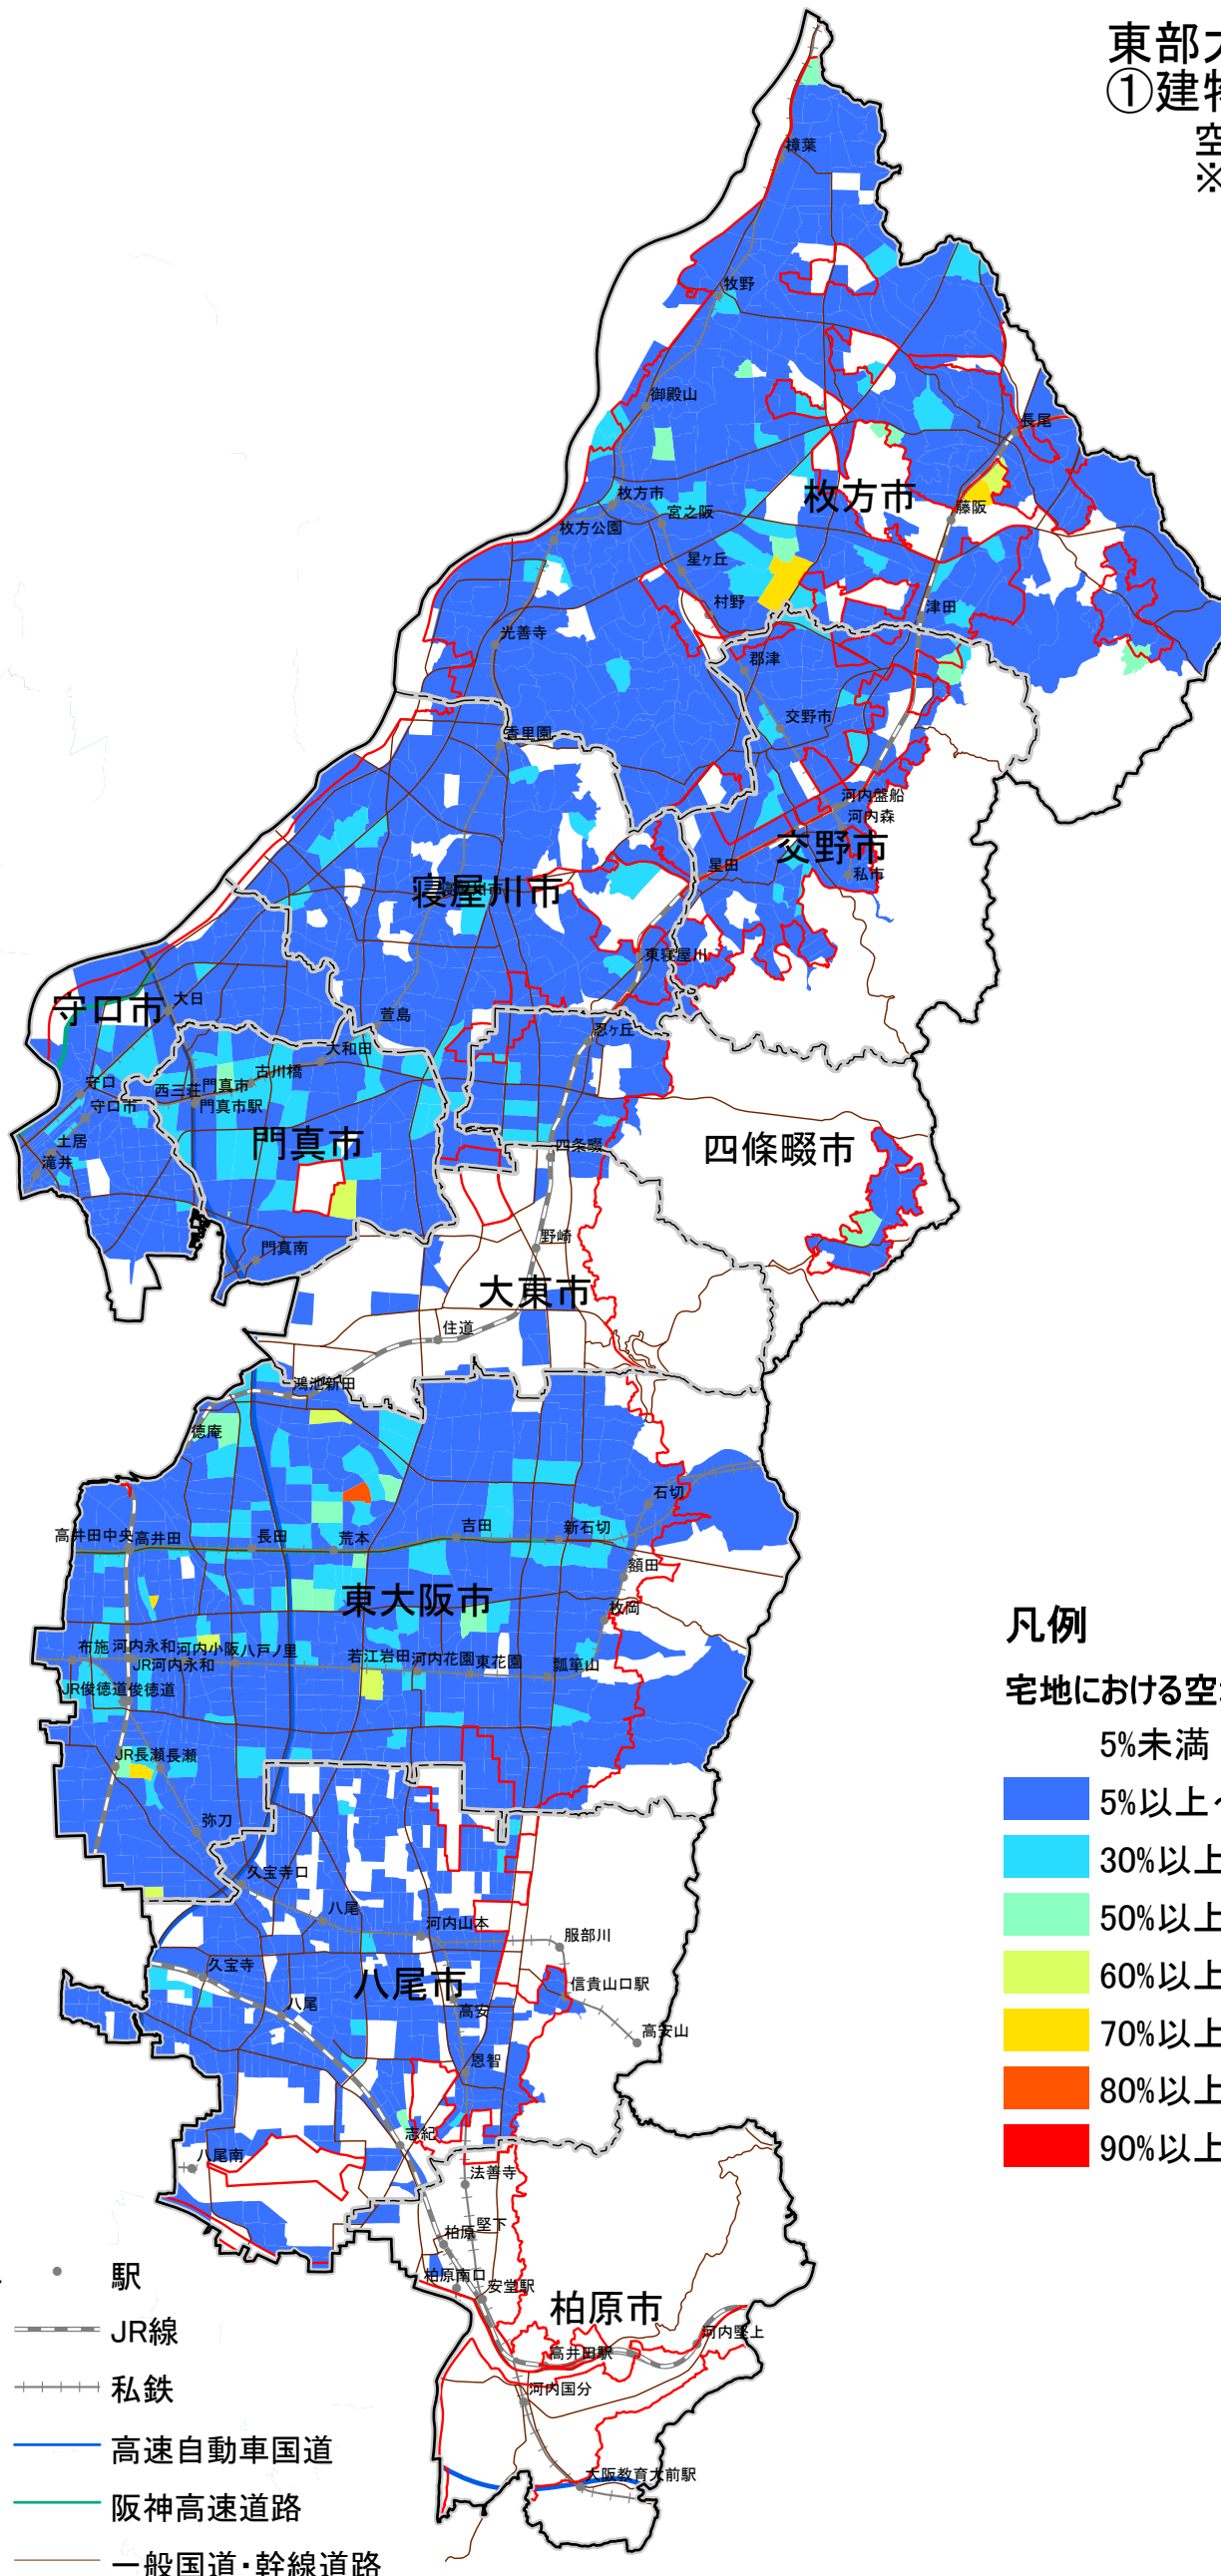 東部大
①建物
空
※
樟葉
牧野
御殿山
長尾
枚方市
枚方市
藤阪
宮之阪
枚方公園
星ヶ丘
村野
津田
光善寺
郡津
交野市
香里園
河内盤船
河内森
交野市
星田
私市
寝屋川市
寝屋川市
東寝屋川
守口市
大日
萱島
忍ヶ丘
大和田
古川橋
守口
西三荘
門真市
守口市
門真市駅
土居
門真市
四条畷
四條畷市
滝井
門真南
野崎
大東市
住道
鴻池新田
徳庵
石切
高井田中央
高井田
長田
荒本
吉田
新石切
額田
東大阪市
枚岡
布施
河内永和
河内小阪
八戸ノ里
若江岩田
河内花園
東花園
瓢箪山
JR河内永和
JR俊徳道
俊徳道
JR長瀬
長瀬
弥刀
久宝寺口
八尾
河内山本
服部川
久宝寺
八尾市
信貴山口駅
八尾
高安
高安山
恩智
志紀
八尾南
法善寺
柏原
堅下
柏原南口
安堂駅
柏原市
高井田駅
河内堅上
河内国分
大阪教育大前駅
凡例
宅地における空
5%未満
5%以上~
30%以上
50%以上
60%以上
70%以上
80%以上
90%以上
駅
JR線
私鉄
高速自動車国道
阪神高速道路
一般国道・幹線道路